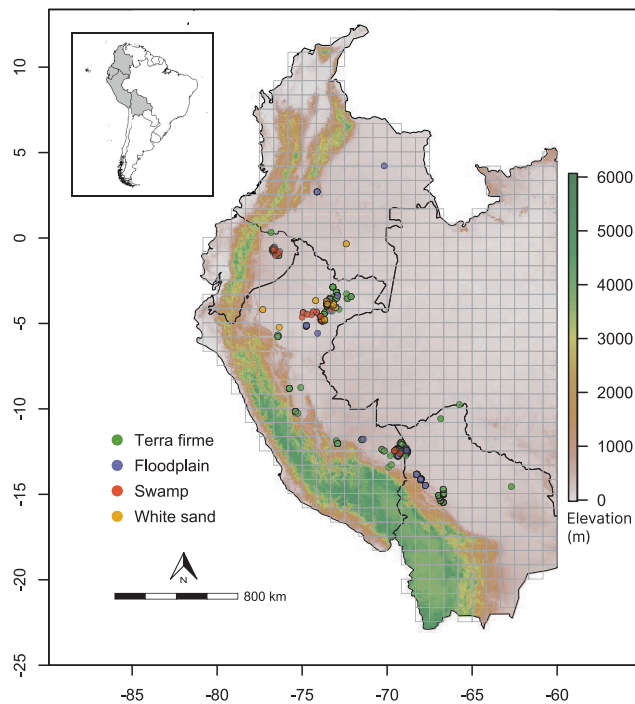 10
5
0
-5
-10
-15
-20
-25
-85
-80
-75
-70
-65
-60
Terra firme
Floodplain
Swamp
White sand
N
800 km
6000
5000
4000
3000
2000
1000
0
Elevation
(m)